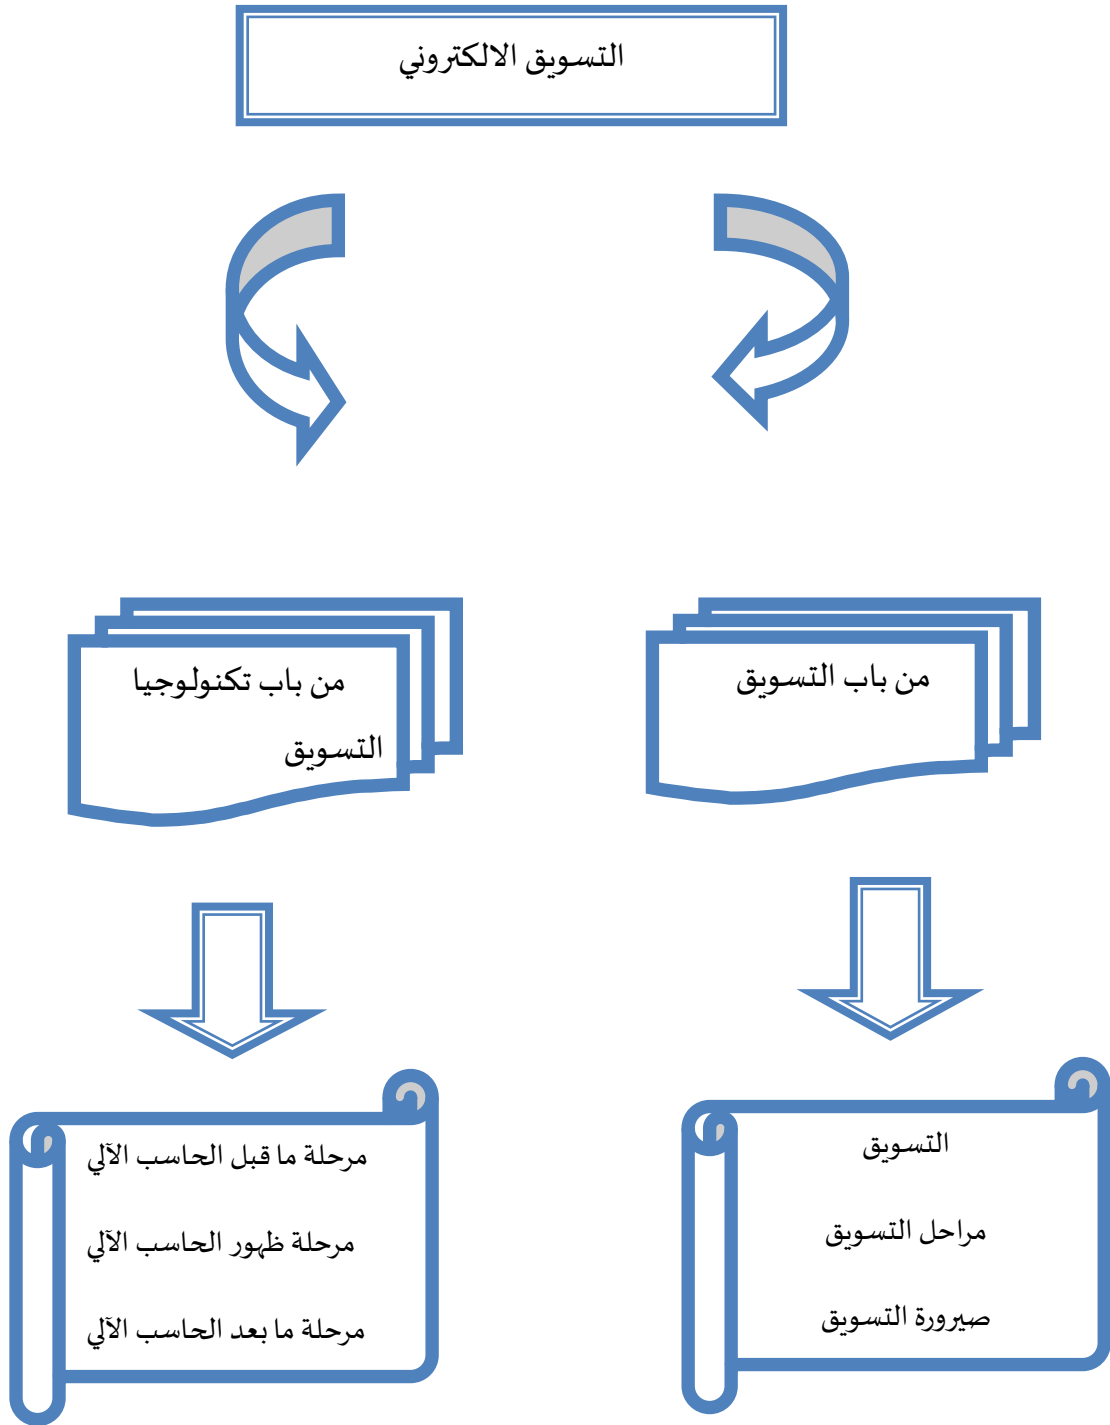 التسويق الالكتروني
من باب التسويق
من باب تكنولوجيا
التسويق
التسويق
مراحل التسويق
صيرورة التسويق
مرحلة ما قبل الحاسب الآلي
مرحلة ظهور الحاسب الآلي
مرحلة ما بعد الحاسب الآلي